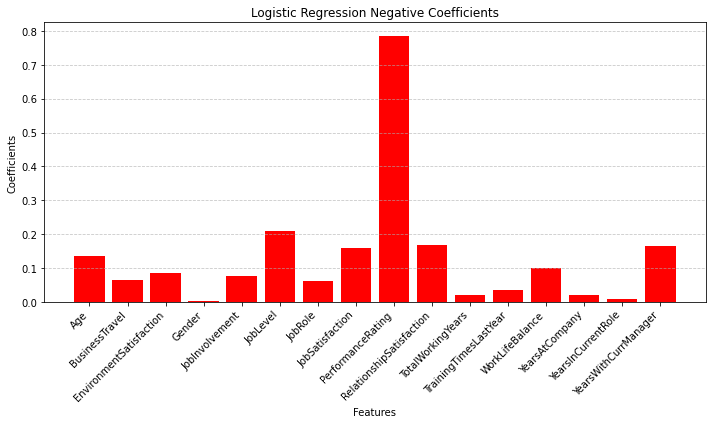 Logistic Regression Negative Coefficients
Coefficients
0.8
0.7
0.6
0.5
0.4
0.3
0.2
0.1
0.0
Age
BusinessTravel
EnvironmentSatisfaction
Gender
JobInvolvement
JobLevel
JobRole
JobSatisfaction
PerformanceRating
RelationshipSatisfaction
TotalWorkingYears
TrainingTimesLastYear
WorkLifeBalance
YearsAtCompany
YearsInCurrentRole
YearsWithCurrManager
Features